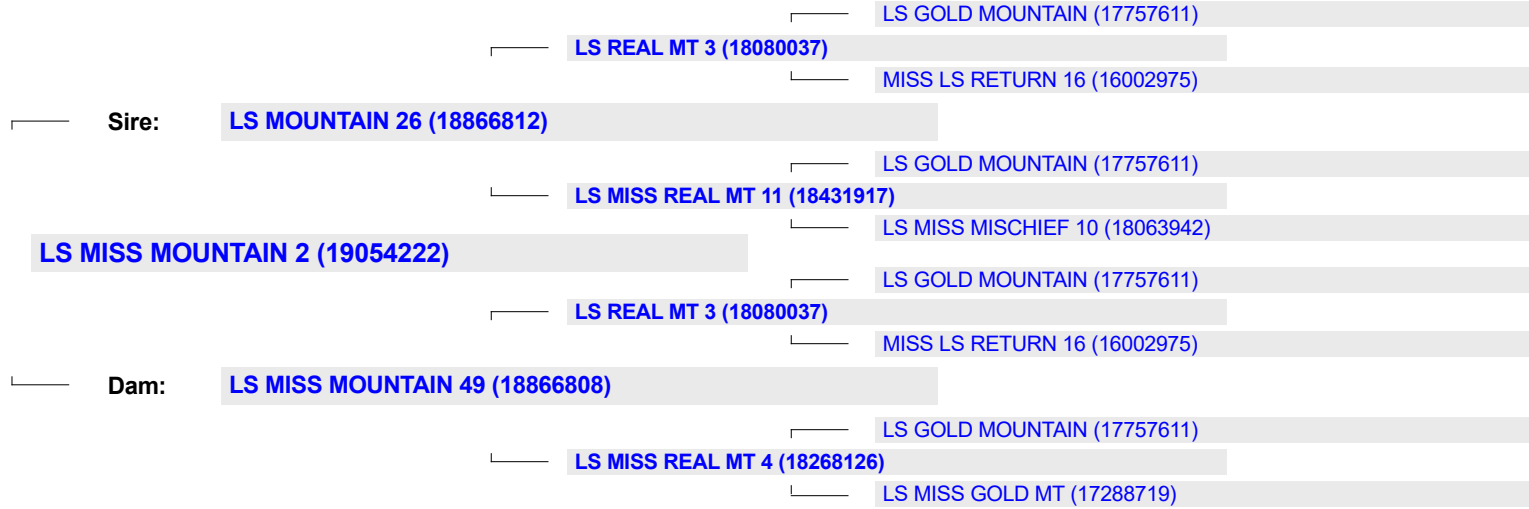 LS GOLD MOUNTAIN (17757611)
LS REAL MT 3 (18080037)
MISS LS RETURN 16 (16002975)
Sire: LS MOUNTAIN 26 (18866812)
LS GOLD MOUNTAIN (17757611)
LS MISS REAL MT 11 (18431917)
LS MISS MISCHIEF 10 (18063942)
LS MISS MOUNTAIN 2 (19054222)
LS GOLD MOUNTAIN (17757611)
LS REAL MT 3 (18080037)
MISS LS RETURN 16 (16002975)
Dam: LS MISS MOUNTAIN 49 (18866808)
LS GOLD MOUNTAIN (17757611)
LS MISS REAL MT 4 (18268126)
LS MISS GOLD MT (17288719)